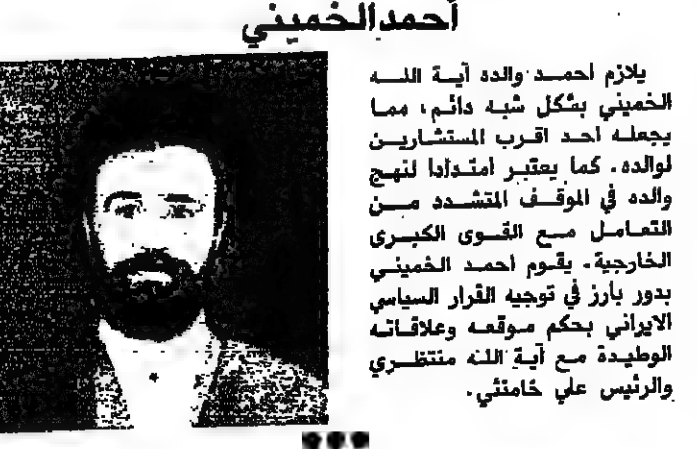 أحمد الخميني
يلازم احمد والده آية الله
الخميني بشكل شبه دائم، مما
يجعله احد اقرب المستشارين
لوالده. كما يعتبر امتدادا لنهج
والده في الموقف المتشدد من
التعامل مع القوى الكبرى
الخارجية. يقوم احمد الخميني
بدور بارز في توجيه القرار السياسي
الايراني بحكم موقعه وعلاقاته
الوطيدة مع آية الله منتظري
والرئيس علي خامنئي.